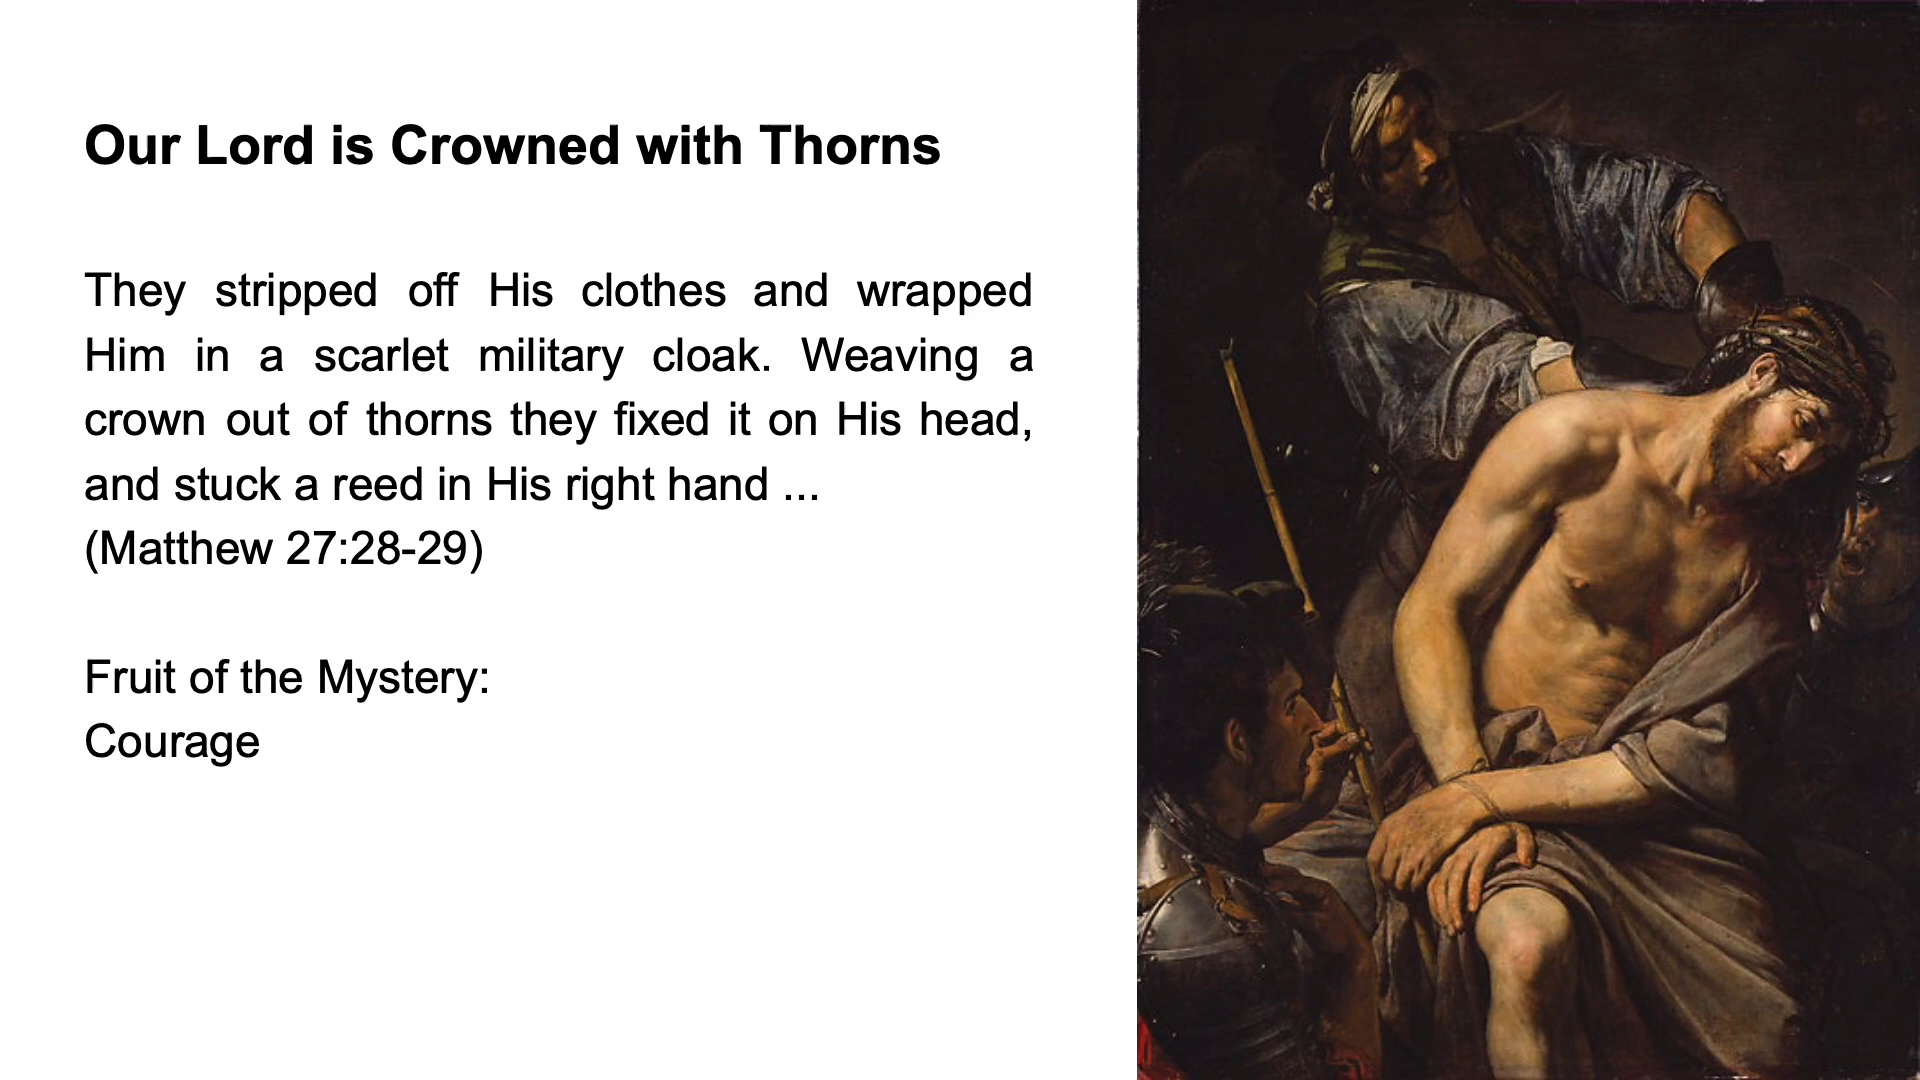 Our Lord is Crowned with Thorns
They stripped off His clothes and wrapped
Him in a scarlet military cloak. Weaving a
crown out of thorns they fixed it on His head,
and stuck a reed in His right hand ...
(Matthew 27:28-29)
Fruit of the Mystery:
Courage